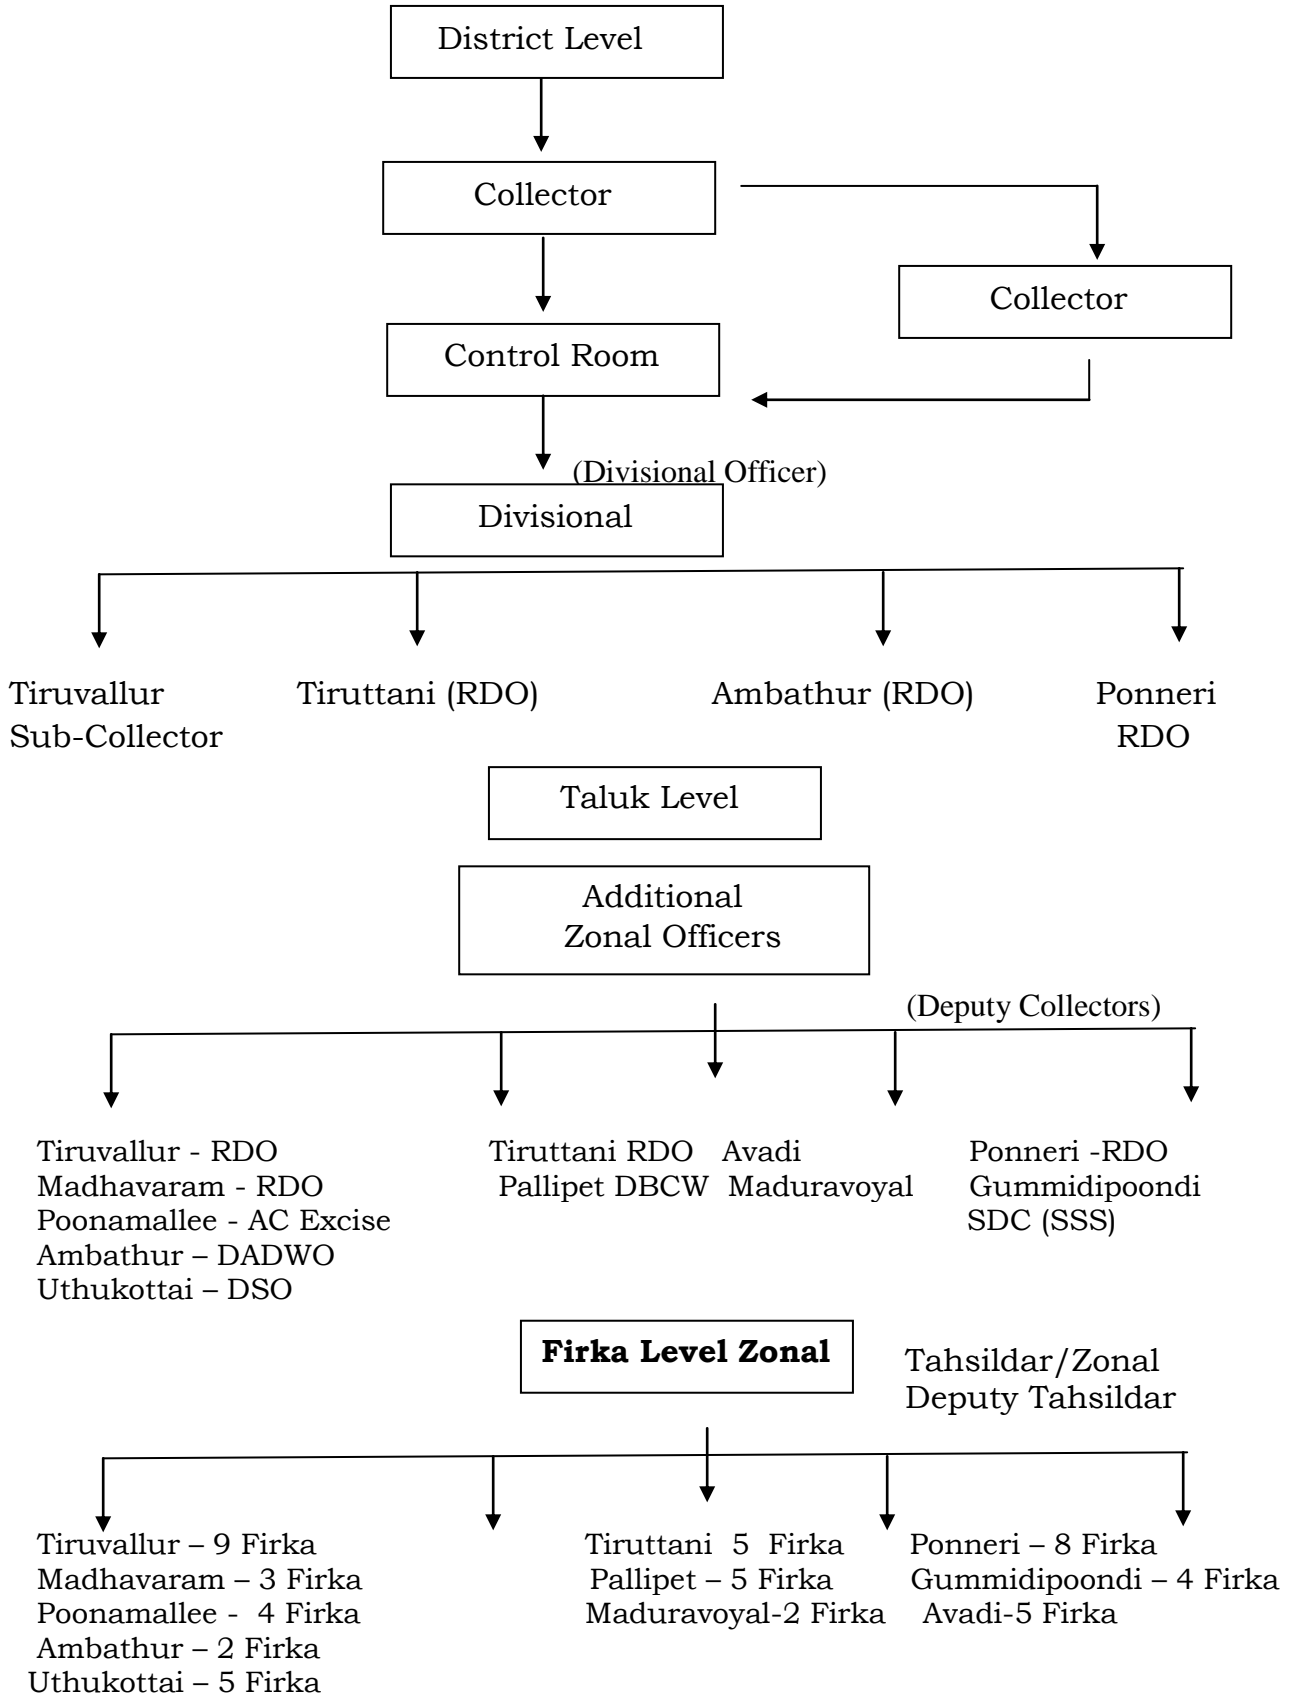 District Level
Collector
Collector
Control Room
(Divisional Officer)
Divisional
Tiruvallur
Sub-Collector
Tiruttani (RDO)
Ambathur (RDO)
Ponneri
RDO
Taluk Level
Additional
Zonal Officers
(Deputy Collectors)
Tiruvallur - RDO
Madhavaram - RDO
Poonamallee - AC Excise
Ambathur – DADWO
Uthukottai – DSO
Tiruttani RDO
Pallipet DBCW
Avadi
Maduravoyal
Ponneri -RDO
Gummidipoondi
SDC (SSS)
Firka Level Zonal
Tahsildar/Zonal
Deputy Tahsildar
Tiruvallur – 9 Firka
Madhavaram – 3 Firka
Poonamallee - 4 Firka
Ambathur – 2 Firka
Uthukottai – 5 Firka
Tiruttani 5 Firka
Pallipet – 5 Firka
Maduravoyal-2 Firka
Ponneri – 8 Firka
Gummidipoondi – 4 Firka
Avadi-5 Firka